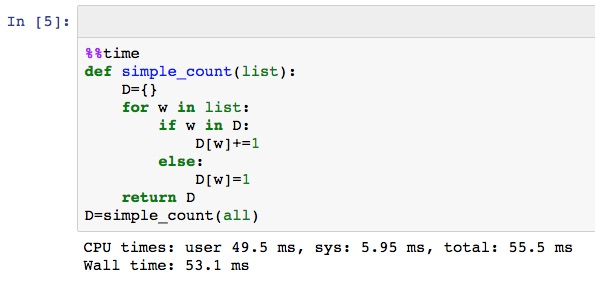 In [5]:
%%time
def simple_count(list):
    D={}
    for w in list:
        if w in D:
            D[w]+=1
        else:
            D[w]=1
    return D
D=simple_count(all)
CPU times: user 49.5 ms, sys: 5.95 ms, total: 55.5 ms
Wall time: 53.1 ms